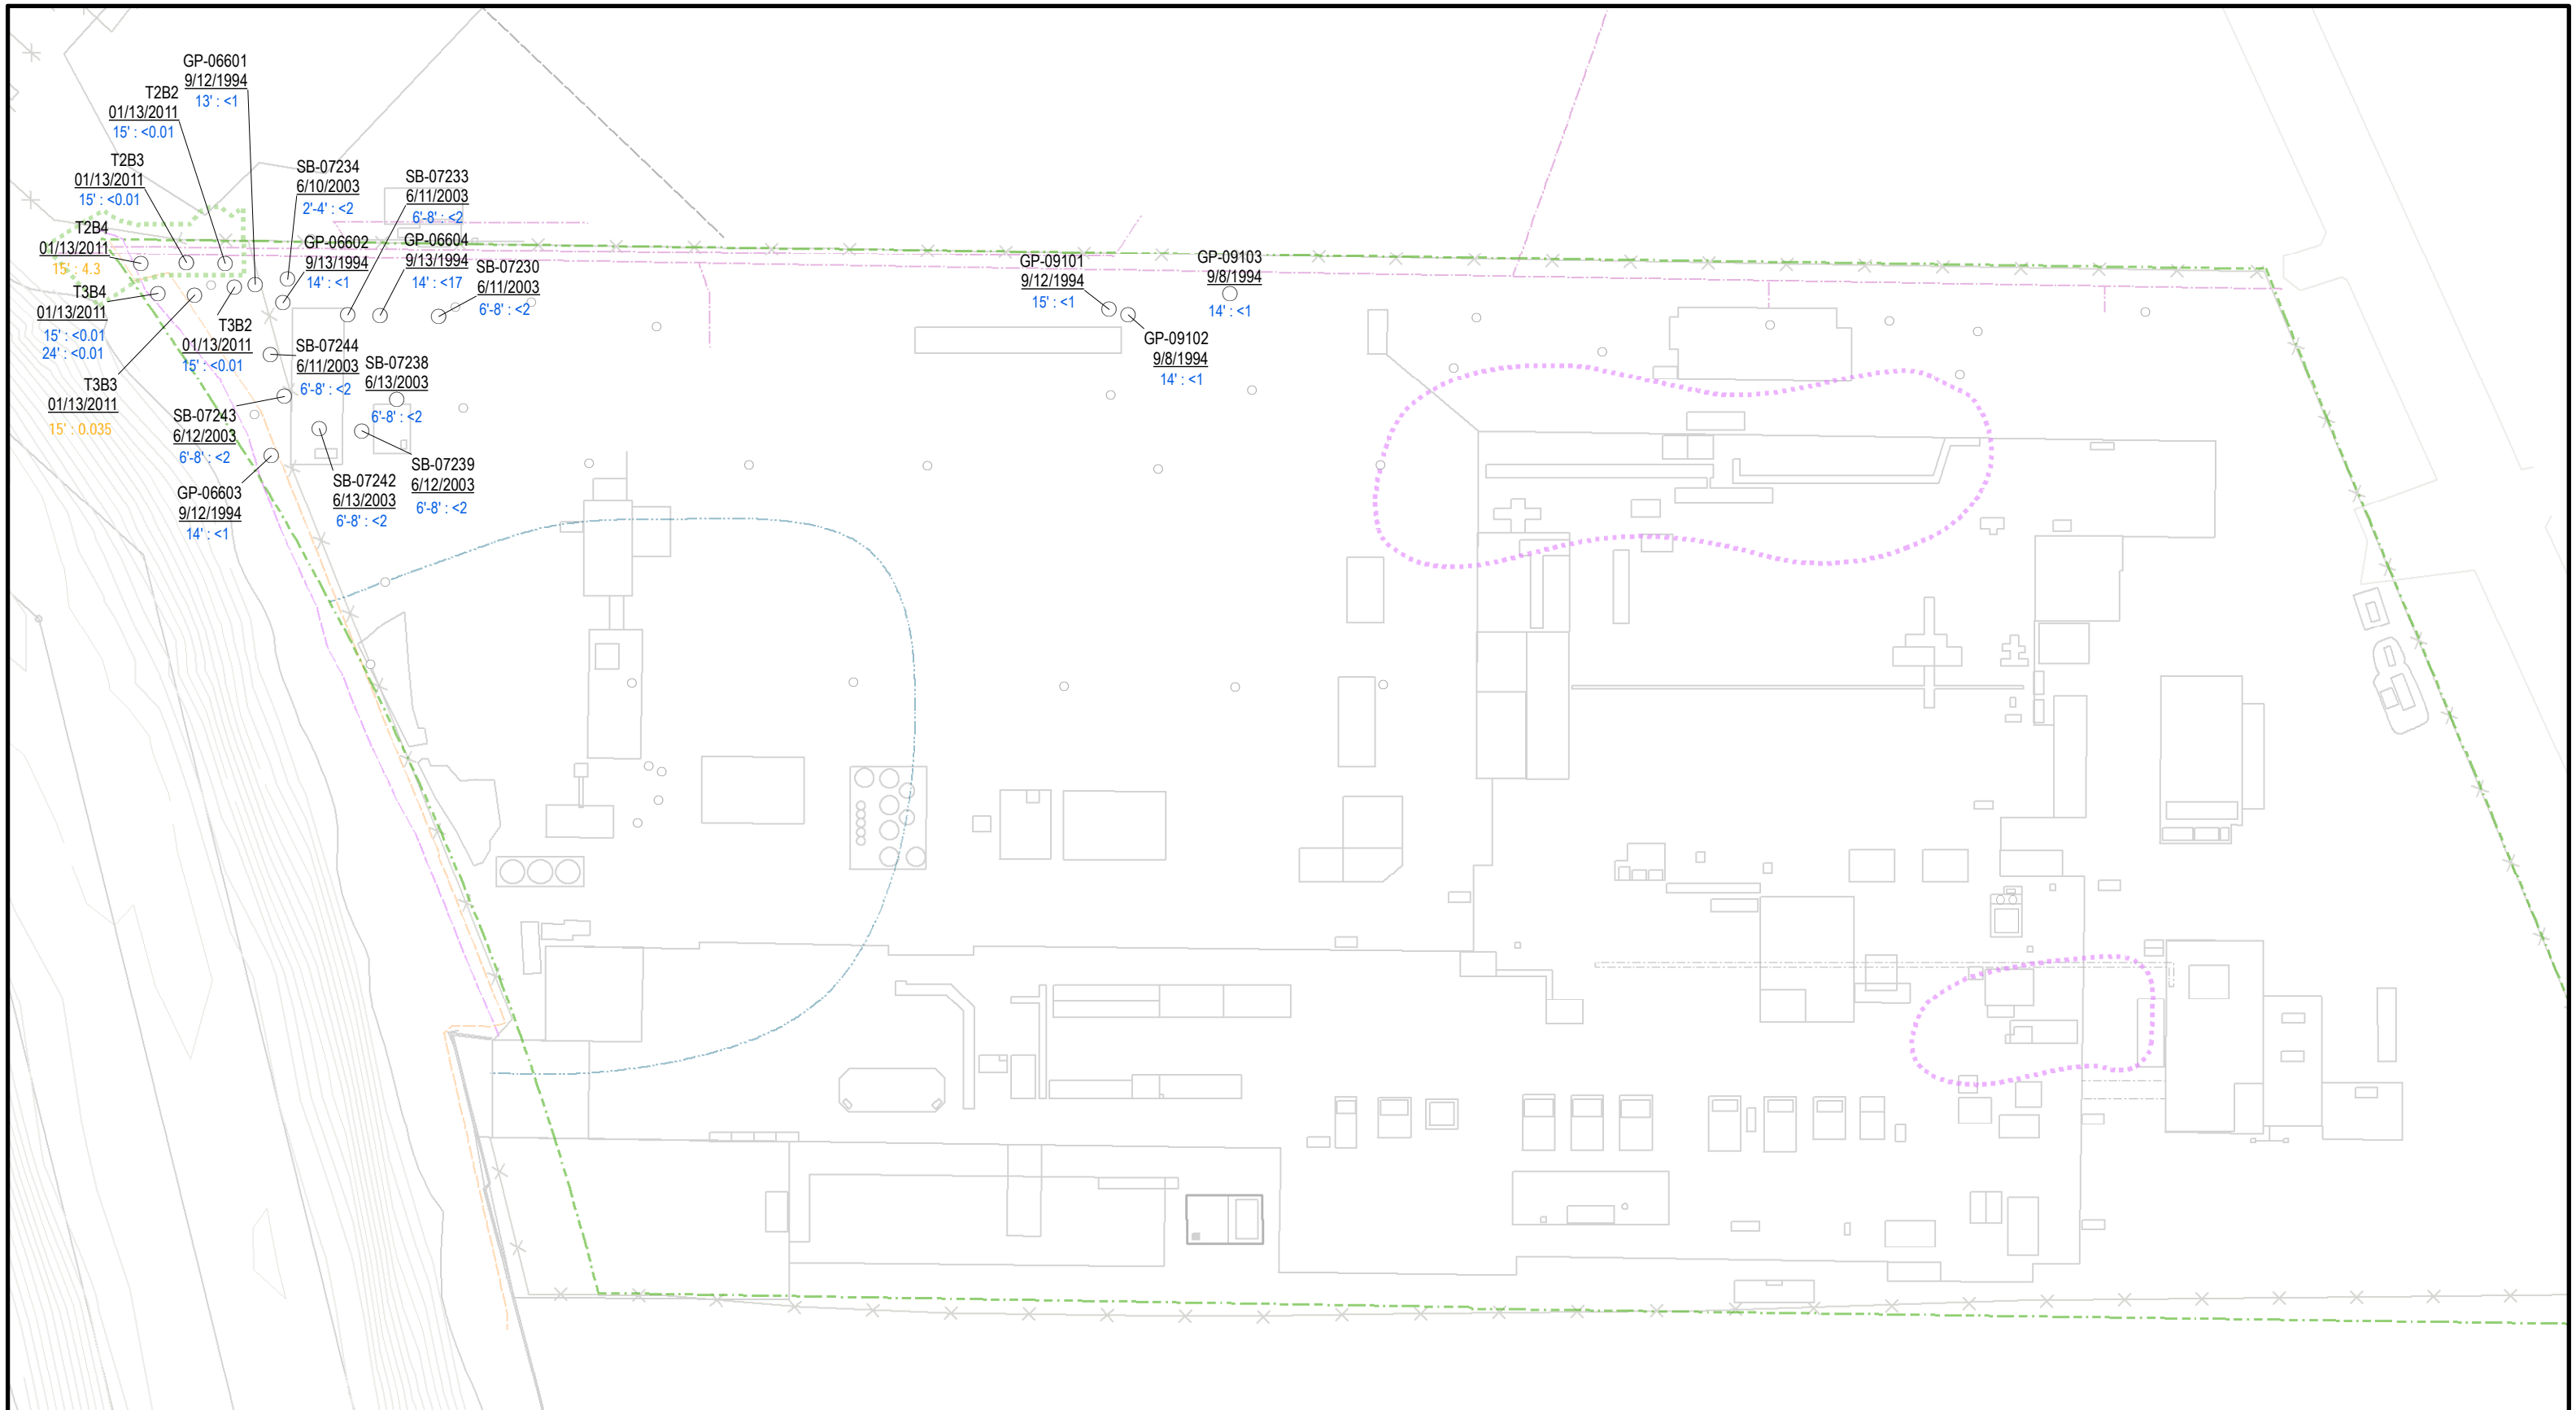 GP-06601
9/12/1994
13' : <1
T2B2
01/13/2011
15' : <0.01
T2B3
01/13/2011
15' : <0.01
T2B4
01/13/2011
15' : 4.3
T3B4
01/13/2011
15' : <0.01
24' : <0.01
T3B3
01/13/2011
15' : 0.035
T3B2
01/13/2011
15' : <0.01
SB-07234
6/10/2003
2'-4' : <2
GP-06602
9/13/1994
14' : <1
SB-07233
6/11/2003
6'-8' : <2
GP-06604
9/13/1994
14' : <17
SB-07230
6/11/2003
6'-8' : <2
SB-07244
6/11/2003
6'-8' : <2
SB-07238
6/13/2003
6'-8' : <2
SB-07243
6/12/2003
6'-8' : <2
GP-06603
9/12/1994
14' : <1
SB-07242
6/13/2003
6'-8' : <2
SB-07239
6/12/2003
6'-8' : <2
GP-09101
9/12/1994
15' : <1
GP-09102
9/8/1994
14' : <1
GP-09103
9/8/1994
14' : <1